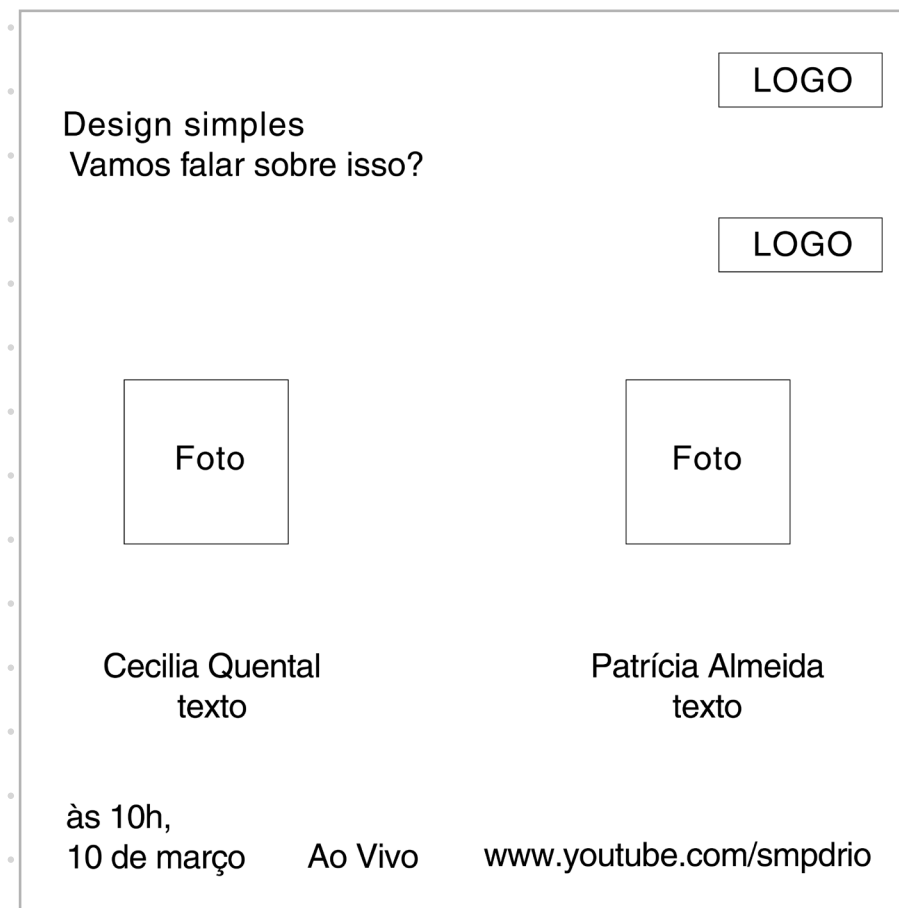 LOGO
Design simples
Vamos falar sobre isso?
LOGO
Foto
Foto
Cecilia Quental
texto
Patrícia Almeida
texto
às 10h,
10 de março
Ao Vivo
www.youtube.com/smpdrio